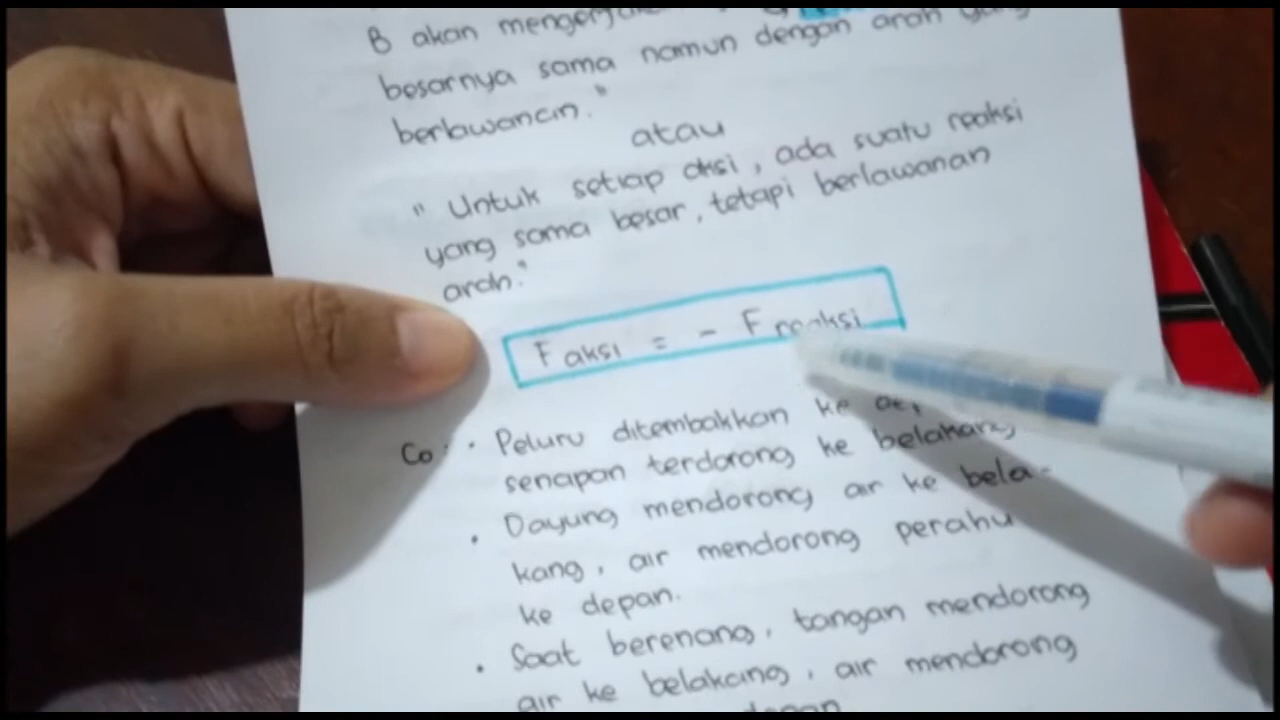 B akan
besarnya sama namun dengan arah yang
berlawanan."
atau
" Untuk setiap aksi, ada suatu reaksi
yang sama besar, tetapi berlawanan
arah."
F aksi = - F reaksi
Co : • Peluru ditembakkan ke
senapan terdorong ke belakang
• Dayung mendorong air ke bela-
kang, air mendorong perahu
ke depan.
• Saat berenang, tangan mendorong
air ke belakang, air mendorong
depan